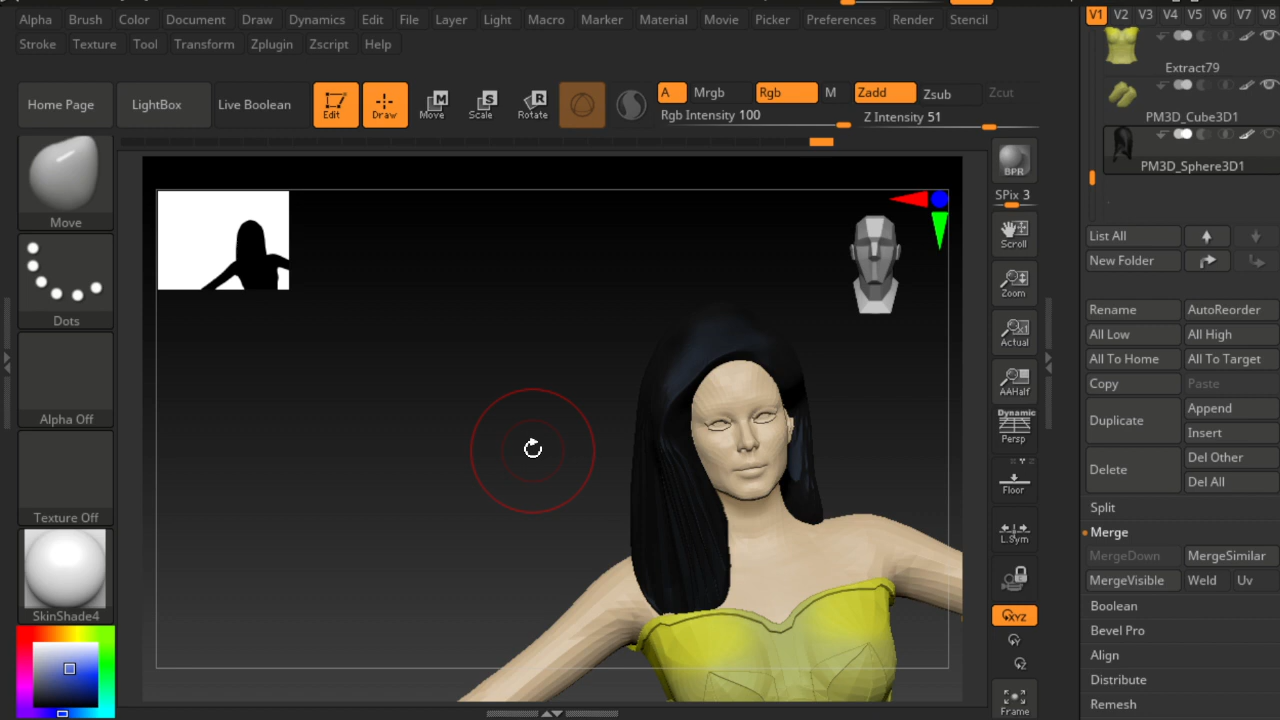 Alpha Brush Color Document Draw Dynamics Edit File Layer Light Macro Marker Material Movie Picker Preferences Render Stencil
Stroke Texture Tool Transform Zplugin Zscript Help
Home Page LightBox Live Boolean Edit Draw M Move S Scale R Rotate A Mrgb Rgb M Zadd Zsub Zcut
Rgb Intensity 100 Z Intensity 51
Move
Dots
Alpha Off
Texture Off
SkinShade4
BPR
SPix 3
Scroll
Zoom
Actual
AAHalf
Dynamic
Persp
Floor
L.Sym
XYZ
Y
Z
Frame
V1 V2 V3 V4 V5 V6 V7 V8
Extract79
PM3D_Cube3D1
PM3D_Sphere3D1
List All
New Folder
Rename AutoReorder
All Low All High
All To Home All To Target
Copy Paste
Duplicate Append
Insert
Delete Del Other
Del All
Split
Merge
MergeDown MergeSimilar
MergeVisible Weld Uv
Boolean
Bevel Pro
Align
Distribute
Remesh